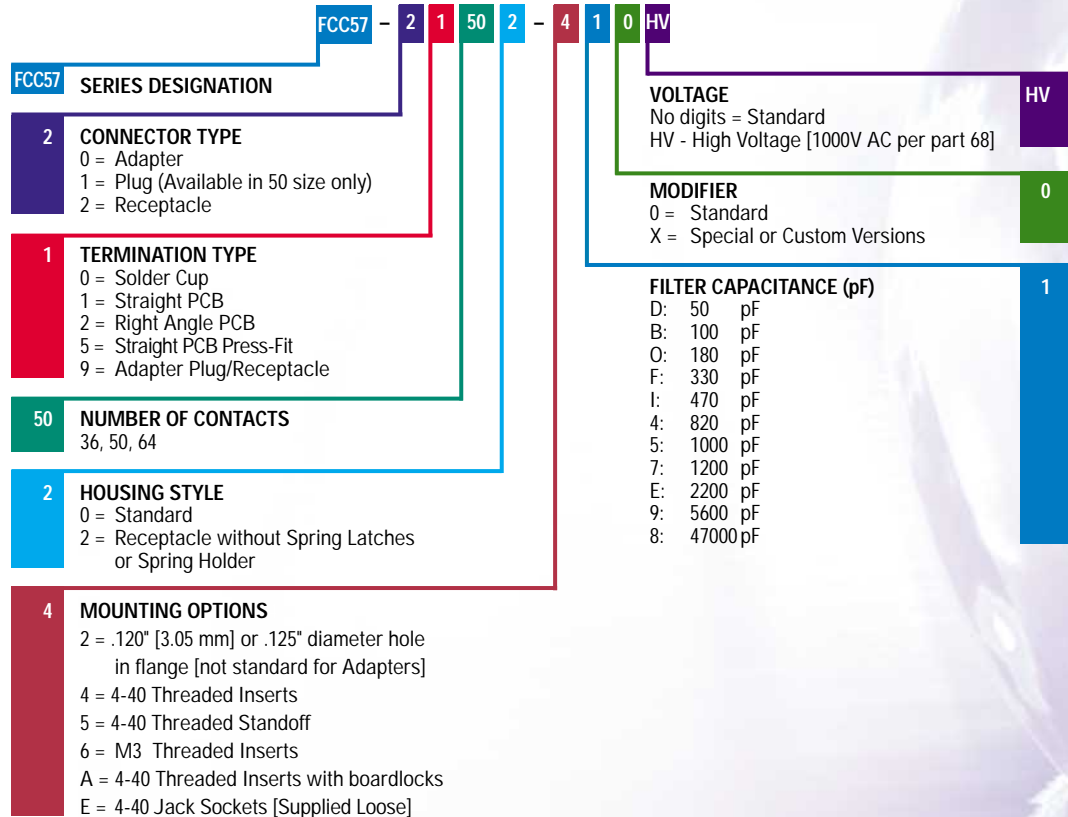 FCC57 – 2 1 50 2 – 4 1 0 HV
FCC57 SERIES DESIGNATION
2 CONNECTOR TYPE
0 = Adapter
1 = Plug (Available in 50 size only)
2 = Receptacle
1 TERMINATION TYPE
0 = Solder Cup
1 = Straight PCB
2 = Right Angle PCB
5 = Straight PCB Press-Fit
9 = Adapter Plug/Receptacle
50 NUMBER OF CONTACTS
36, 50, 64
2 HOUSING STYLE
0 = Standard
2 = Receptacle without Spring Latches
or Spring Holder
4 MOUNTING OPTIONS
2 = .120" [3.05 mm] or .125" diameter hole
in flange [not standard for Adapters]
4 = 4-40 Threaded Inserts
5 = 4-40 Threaded Standoff
6 = M3 Threaded Inserts
A = 4-40 Threaded Inserts with boardlocks
E = 4-40 Jack Sockets [Supplied Loose]
VOLTAGE HV
No digits = Standard
HV - High Voltage [1000V AC per part 68]
MODIFIER 0
0 = Standard
X = Special or Custom Versions
FILTER CAPACITANCE (pF) 1
D: 50 pF
B: 100 pF
O: 180 pF
F: 330 pF
I: 470 pF
4: 820 pF
5: 1000 pF
7: 1200 pF
E: 2200 pF
9: 5600 pF
8: 47000 pF